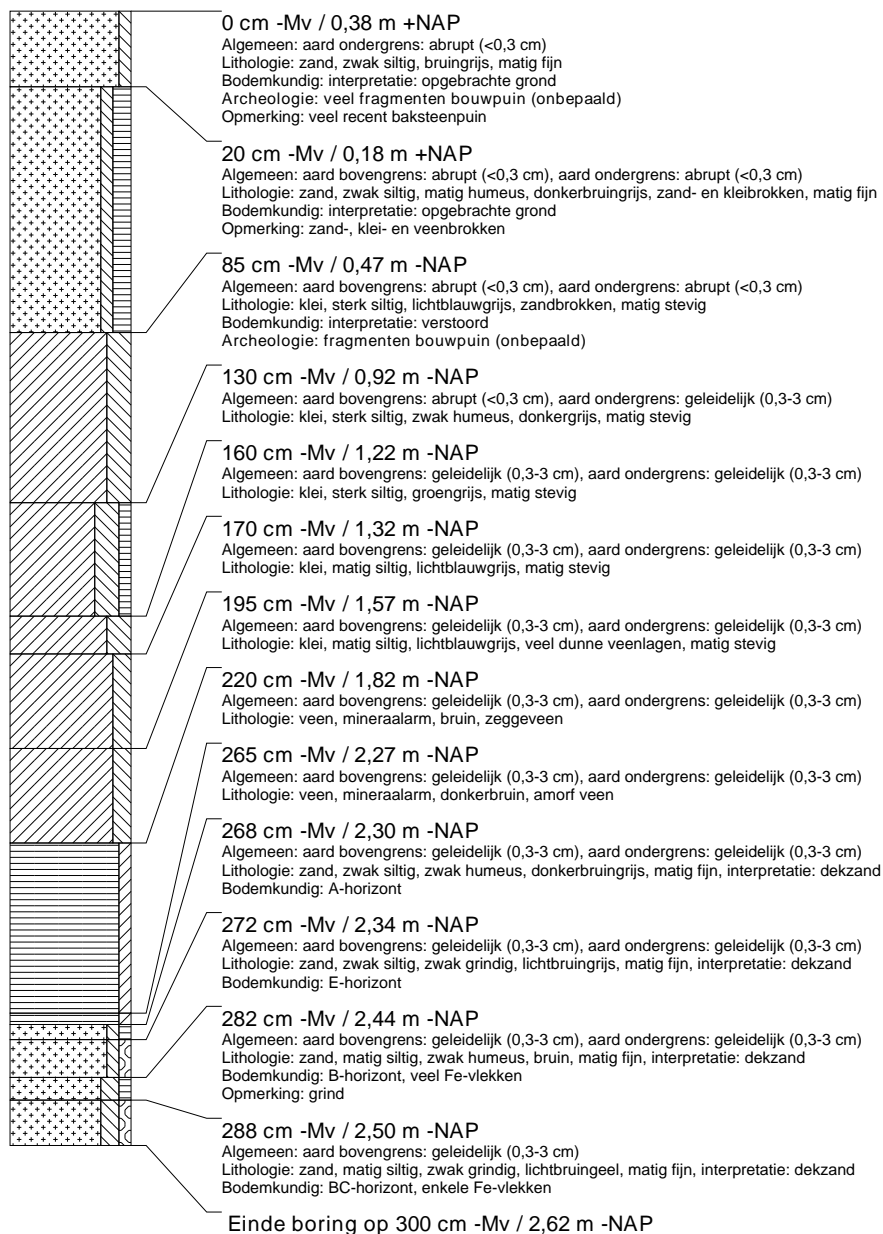 0 cm -Mv / 0,38 m +NAP
Algemeen: aard ondergrens: abrupt (<0,3 cm)
Lithologie: zand, zwak siltig, bruingrijs, matig fijn
Bodemkundig: interpretatie: opgebrachte grond
Archeologie: veel fragmenten bouwpuin (onbepaald)
Opmerking: veel recent baksteenpuin
20 cm -Mv / 0,18 m +NAP
Algemeen: aard bovengrens: abrupt (<0,3 cm), aard ondergrens: abrupt (<0,3 cm)
Lithologie: zand, zwak siltig, matig humeus, donkerbruingrijs, zand- en kleibrokken, matig fijn
Bodemkundig: interpretatie: opgebrachte grond
Opmerking: zand-, klei- en veenbrokken
85 cm -Mv / 0,47 m -NAP
Algemeen: aard bovengrens: abrupt (<0,3 cm), aard ondergrens: abrupt (<0,3 cm)
Lithologie: klei, sterk siltig, lichtblauwgrijs, zandbrokken, matig stevig
Bodemkundig: interpretatie: verstoord
Archeologie: fragmenten bouwpuin (onbepaald)
130 cm -Mv / 0,92 m -NAP
Algemeen: aard bovengrens: abrupt (<0,3 cm), aard ondergrens: geleidelijk (0,3-3 cm)
Lithologie: klei, sterk siltig, zwak humeus, donkergrijs, matig stevig
160 cm -Mv / 1,22 m -NAP
Algemeen: aard bovengrens: geleidelijk (0,3-3 cm), aard ondergrens: geleidelijk (0,3-3 cm)
Lithologie: klei, sterk siltig, groengrijs, matig stevig
170 cm -Mv / 1,32 m -NAP
Algemeen: aard bovengrens: geleidelijk (0,3-3 cm), aard ondergrens: geleidelijk (0,3-3 cm)
Lithologie: klei, matig siltig, lichtblauwgrijs, matig stevig
195 cm -Mv / 1,57 m -NAP
Algemeen: aard bovengrens: geleidelijk (0,3-3 cm), aard ondergrens: geleidelijk (0,3-3 cm)
Lithologie: klei, matig siltig, lichtblauwgrijs, veel dunne veenlagen, matig stevig
220 cm -Mv / 1,82 m -NAP
Algemeen: aard bovengrens: geleidelijk (0,3-3 cm), aard ondergrens: geleidelijk (0,3-3 cm)
Lithologie: veen, mineraalarm, bruin, zeggeveen
265 cm -Mv / 2,27 m -NAP
Algemeen: aard bovengrens: geleidelijk (0,3-3 cm), aard ondergrens: geleidelijk (0,3-3 cm)
Lithologie: veen, mineraalarm, donkerbruin, amorf veen
268 cm -Mv / 2,30 m -NAP
Algemeen: aard bovengrens: geleidelijk (0,3-3 cm), aard ondergrens: geleidelijk (0,3-3 cm)
Lithologie: zand, zwak siltig, zwak humeus, donkerbruingrijs, matig fijn, interpretatie: dekzand
Bodemkundig: A-horizont
272 cm -Mv / 2,34 m -NAP
Algemeen: aard bovengrens: geleidelijk (0,3-3 cm), aard ondergrens: geleidelijk (0,3-3 cm)
Lithologie: zand, zwak siltig, zwak grindig, lichtbruingrijs, matig fijn, interpretatie: dekzand
Bodemkundig: E-horizont
282 cm -Mv / 2,44 m -NAP
Algemeen: aard bovengrens: geleidelijk (0,3-3 cm), aard ondergrens: geleidelijk (0,3-3 cm)
Lithologie: zand, matig siltig, zwak humeus, bruin, matig fijn, interpretatie: dekzand
Bodemkundig: B-horizont, veel Fe-vlekken
Opmerking: grind
288 cm -Mv / 2,50 m -NAP
Algemeen: aard bovengrens: geleidelijk (0,3-3 cm)
Lithologie: zand, matig siltig, zwak grindig, lichtbruingeel, matig fijn, interpretatie: dekzand
Bodemkundig: BC-horizont, enkele Fe-vlekken
Einde boring op 300 cm -Mv / 2,62 m -NAP